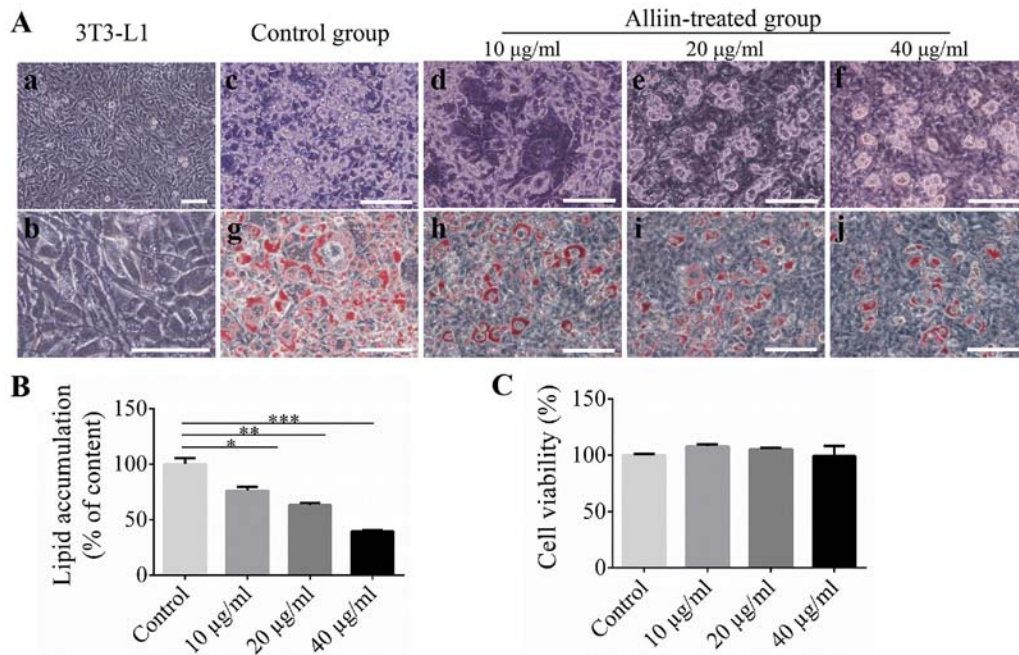 A
3T3-L1
Control group
Alliin-treated group
10 µg/ml
20 µg/ml
40 µg/ml
a
c
d
e
f
b
g
h
i
j
B
Lipid accumulation
(% of content)
150
100
50
0
***
**
*
Control
10 µg/ml
20 µg/ml
40 µg/ml
C
Cell viability (%)
150
100
50
0
Control
10 µg/ml
20 µg/ml
40 µg/ml